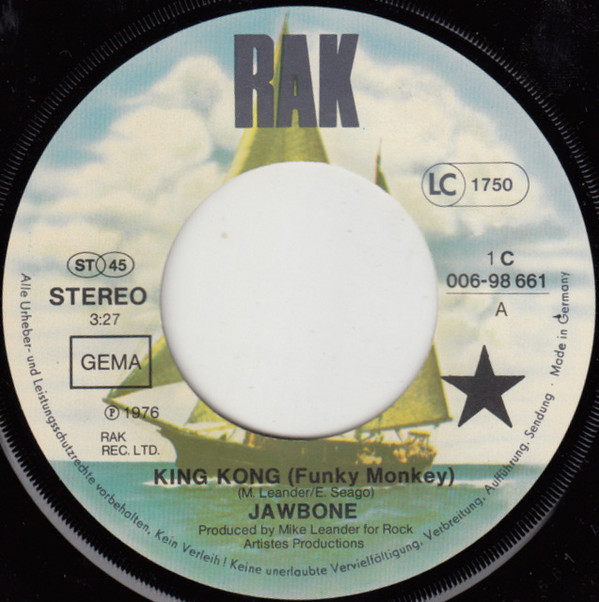 RAK
LC 1750
ST 45
STEREO
3:27
GEMA
℗ 1976
RAK
REC. LTD.
1 C
006-98 661
A
KING KONG (Funky Monkey)
(M. Leander/E. Seago)
JAWBONE
Produced by Mike Leander for Rock
Artistes Productions
Alle Urheber- und Leistungsschutzrechte vorbehalten. Kein Verleih! Keine unerlaubte Vervielfältigung, Verbreitung, Aufführung, Sendung · Made in Germany